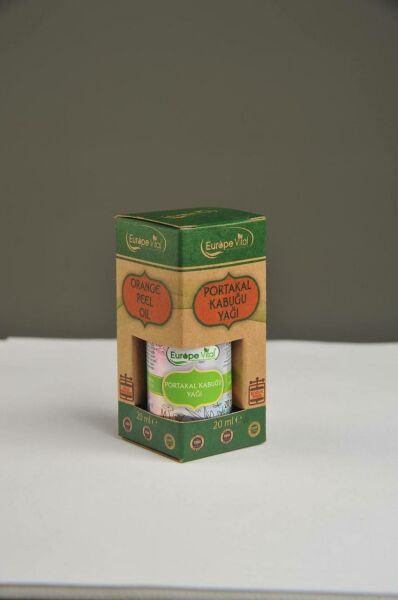 Europe Vital
ORANGE
PEEL
OIL
20 ml e
Europe Vital
PORTAKAL
KABUĞU
YAĞI
20 ml e
Europe Vital
PORTAKAL KABUĞU
YAĞI